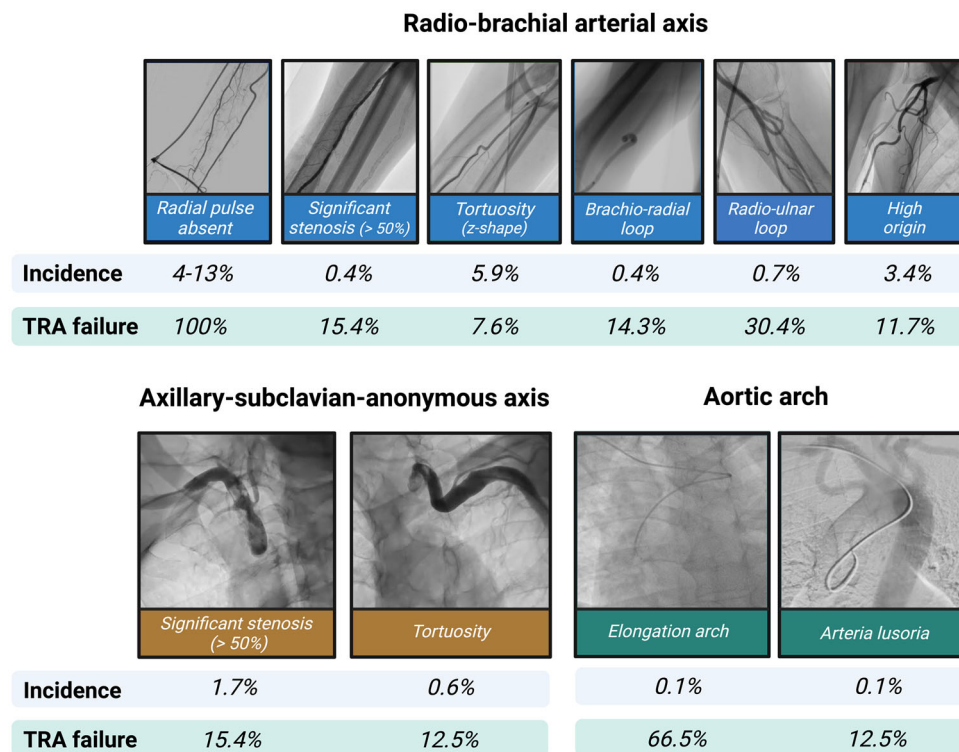 Radio-brachial arterial axis
Radial pulse
absent
Significant
stenosis (> 50%)
Tortuosity
(z-shape)
Brachio-radial
loop
Radio-ulnar
loop
High
origin
Incidence 4-13% 0.4% 5.9% 0.4% 0.7% 3.4%
TRA failure 100% 15.4% 7.6% 14.3% 30.4% 11.7%
Axillary-subclavian-anonymous axis
Significant stenosis
(> 50%)
Tortuosity
Incidence 1.7% 0.6%
TRA failure 15.4% 12.5%
Aortic arch
Elongation arch
Arteria lusoria
0.1% 0.1%
66.5% 12.5%